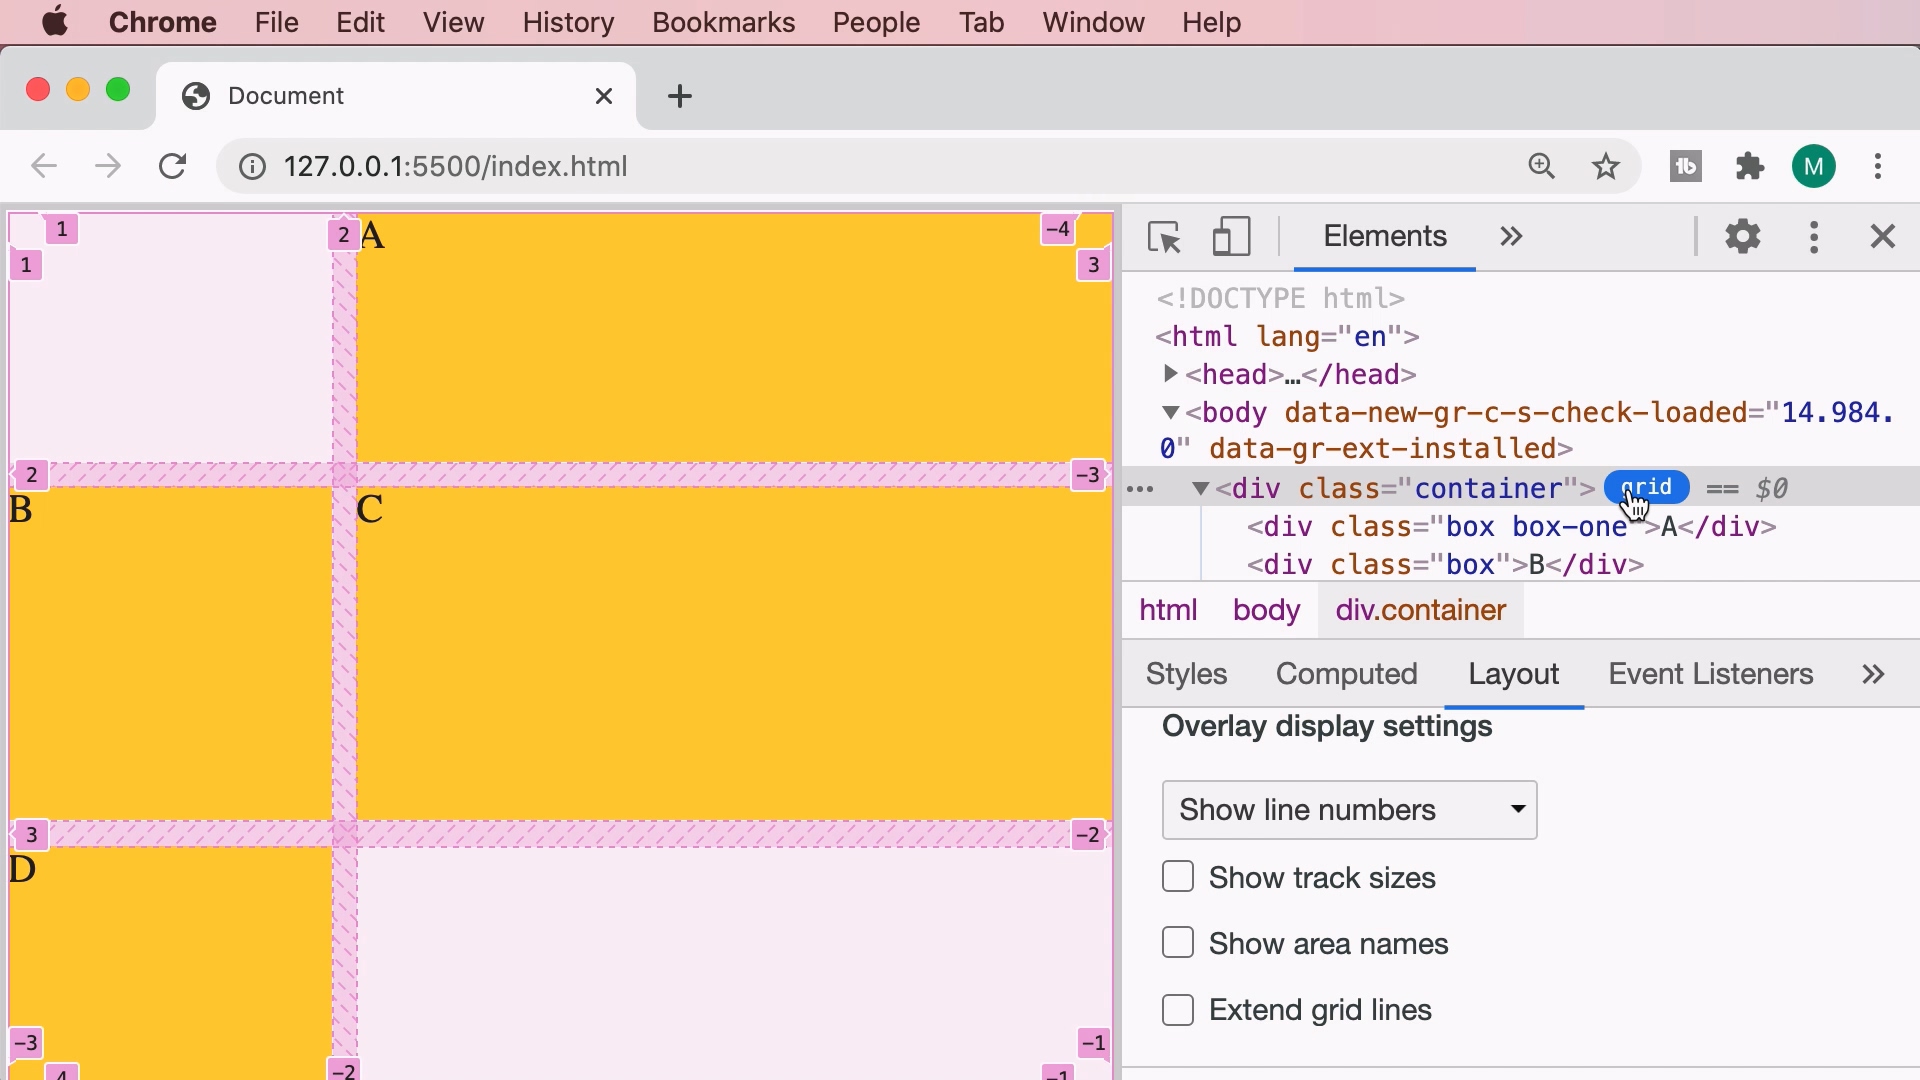 Chrome File Edit View History Bookmarks People Tab Window Help
Document
127.0.0.1:5500/index.html
M
1 2 A -4
1 3
2 -3
B C
3 -2
D
-3 -1
4 -2 -1
Elements
<!DOCTYPE html>
<html lang="en">
<head>…</head>
<body data-new-gr-c-s-check-loaded="14.984.
0" data-gr-ext-installed>
<div class="container"> grid == $0
<div class="box box-one">A</div>
<div class="box">B</div>
html body div.container
Styles Computed Layout Event Listeners
Overlay display settings
Show line numbers
Show track sizes
Show area names
Extend grid lines